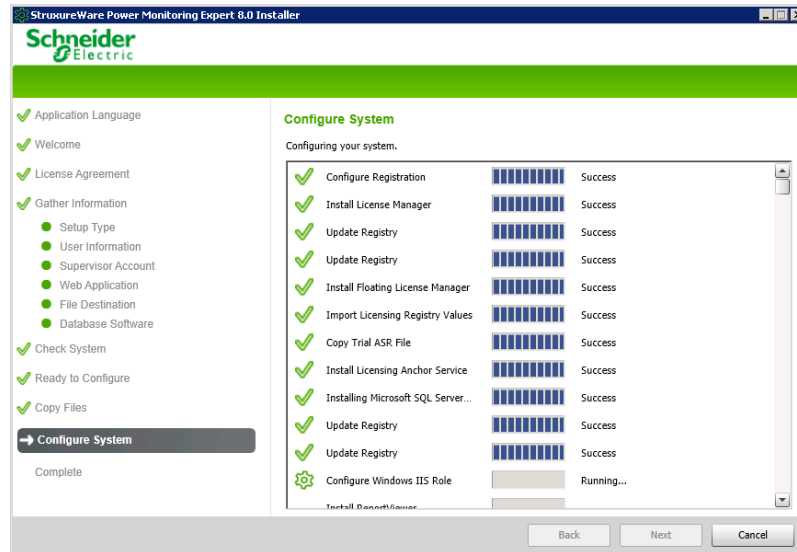 StruxureWare Power Monitoring Expert 8.0 Installer
Schneider
Electric
Application Language
Welcome
License Agreement
Gather Information
Setup Type
User Information
Supervisor Account
Web Application
File Destination
Database Software
Check System
Ready to Configure
Copy Files
Configure System
Complete
Configure System
Configuring your system.
Configure Registration Success
Install License Manager Success
Update Registry Success
Update Registry Success
Install Floating License Manager Success
Import Licensing Registry Values Success
Copy Trial ASR File Success
Install Licensing Anchor Service Success
Installing Microsoft SQL Server... Success
Update Registry Success
Update Registry Success
Configure Windows IIS Role Running...
Install ReportViewer
Back Next Cancel